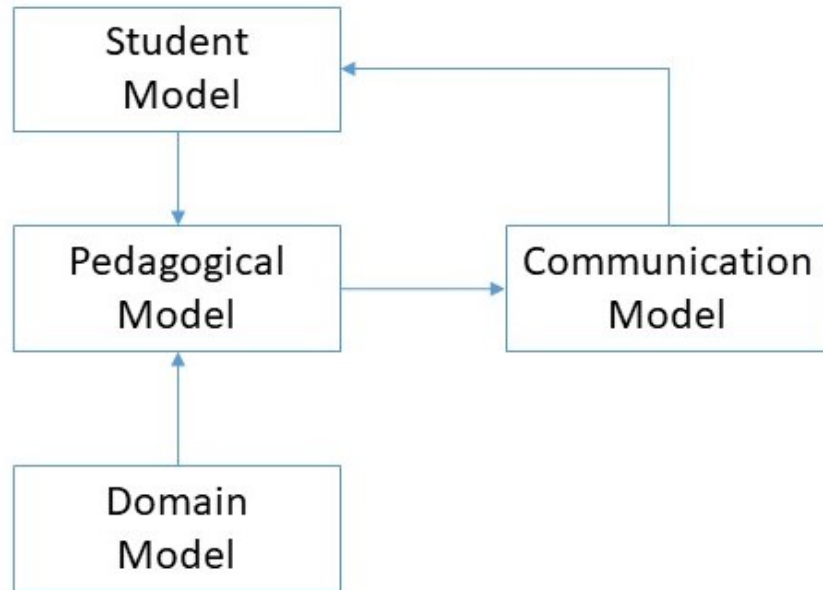 Student
Model
Pedagogical
Model
Communication
Model
Domain
Model